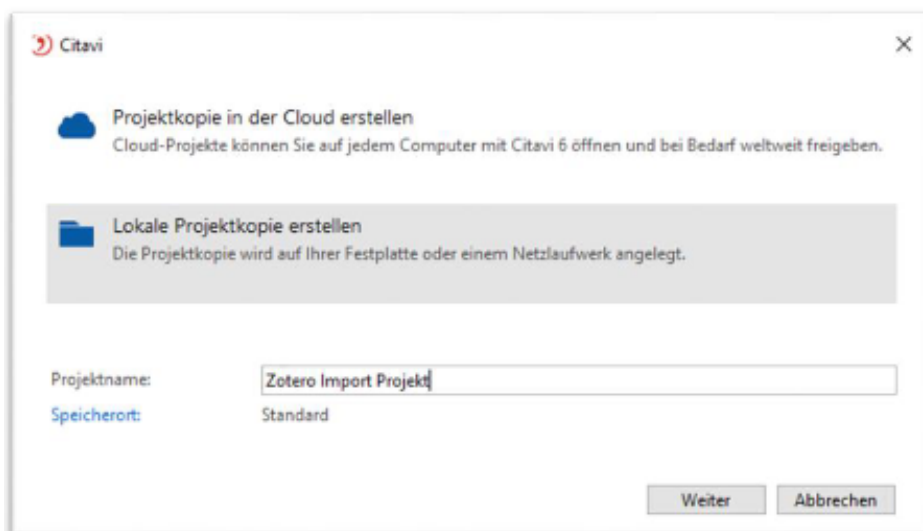 Citavi
Projektkopie in der Cloud erstellen
Cloud-Projekte können Sie auf jedem Computer mit Citavi 6 öffnen und bei Bedarf weltweit freigeben.
Lokale Projektkopie erstellen
Die Projektkopie wird auf Ihrer Festplatte oder einem Netzlaufwerk angelegt.
Projektname: Zotero Import Projekt
Speicherort: Standard
Weiter Abbrechen